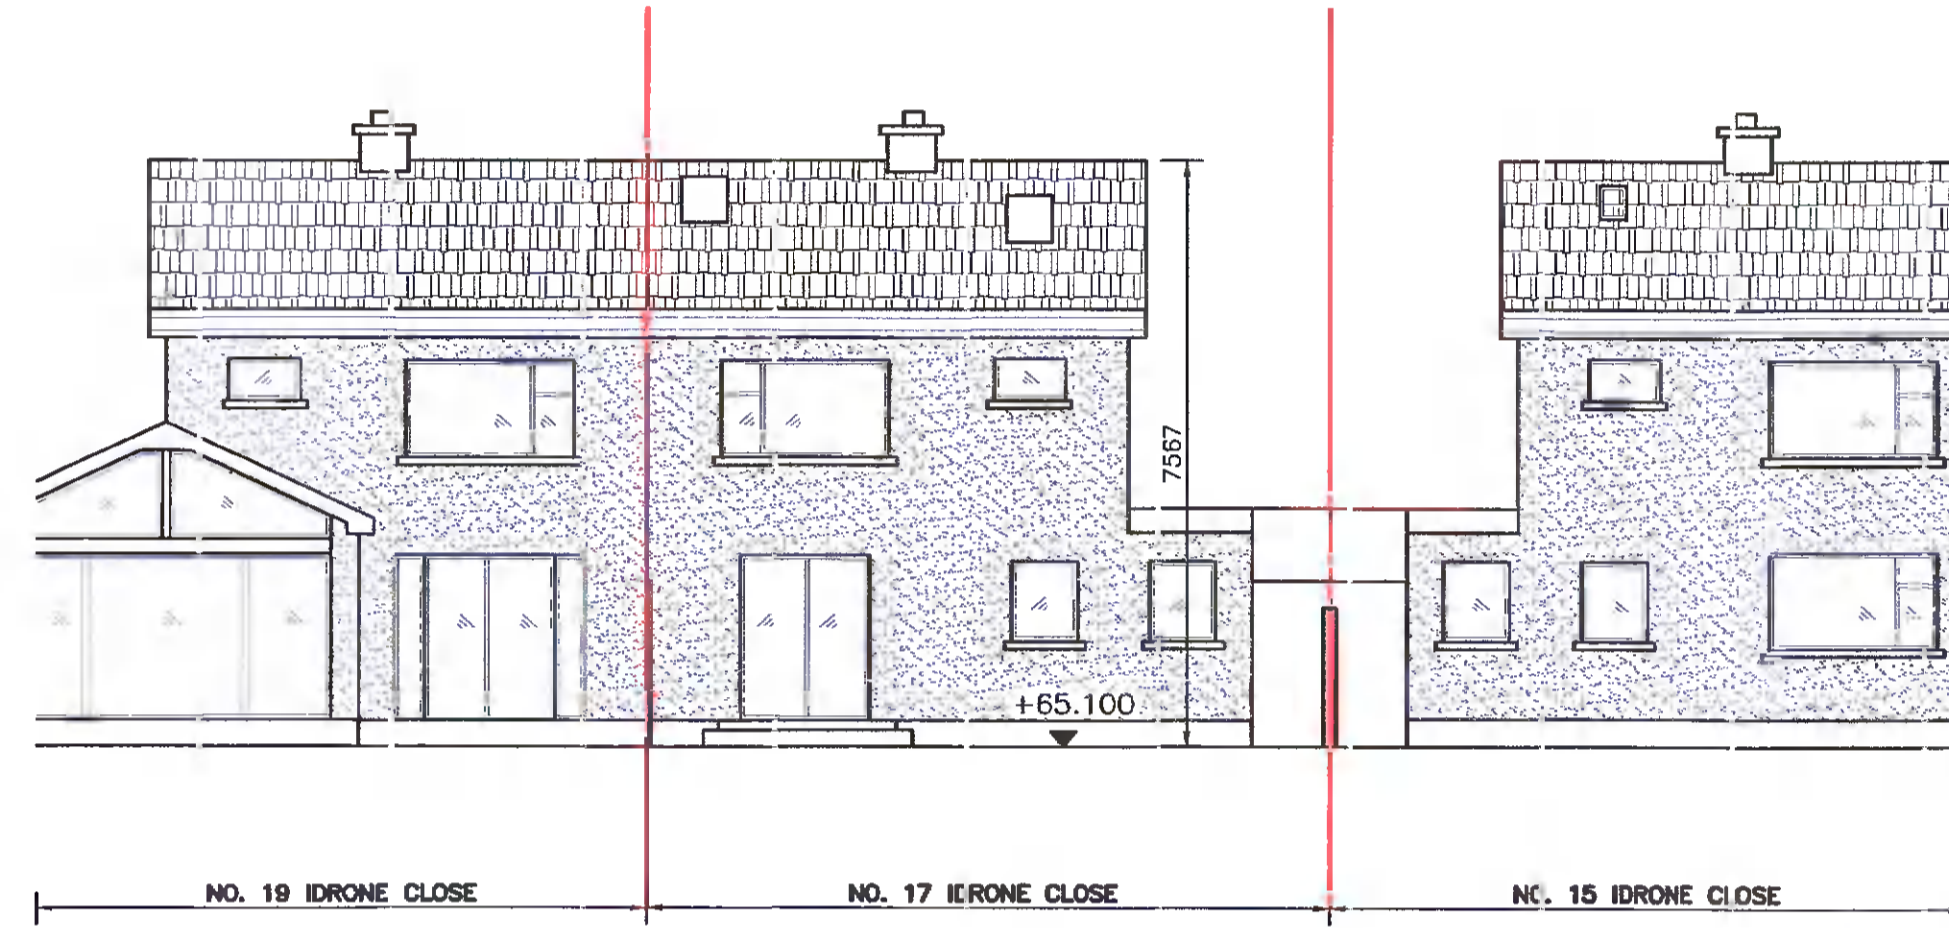 7567
+65.100
NO. 19 IDRONE CLOSE
NO. 17 IDRONE CLOSE
NO. 15 IDRONE CLOSE